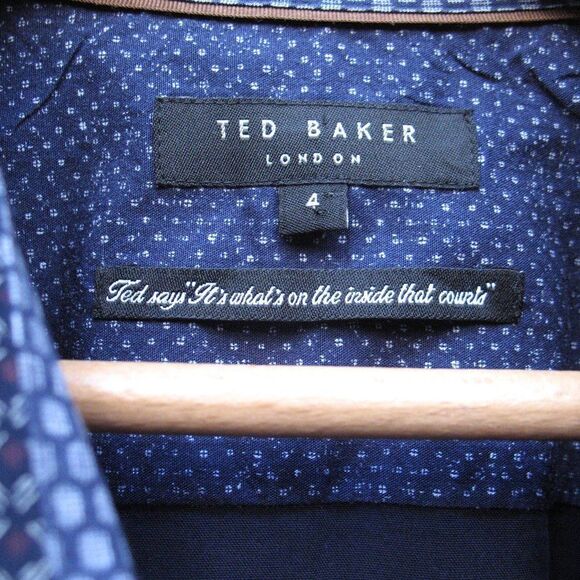 TED BAKER
LONDON
4
Ted says "It's what's on the inside that counts"